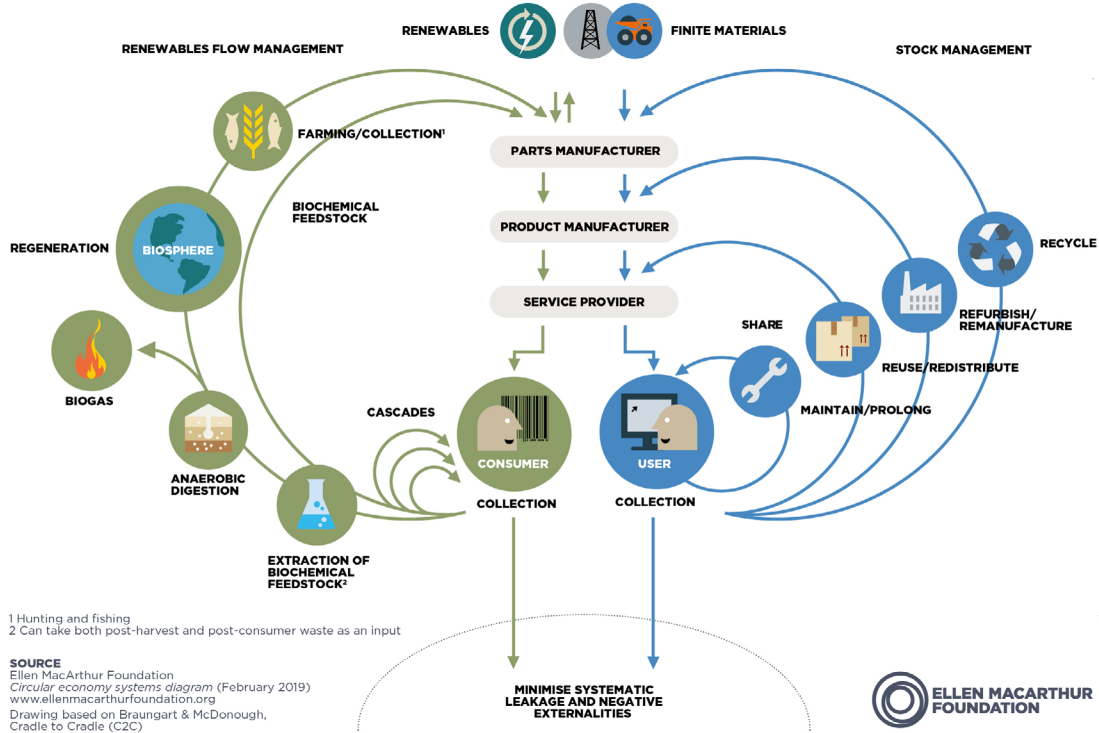 RENEWABLES
FINITE MATERIALS
RENEWABLES FLOW MANAGEMENT
STOCK MANAGEMENT
FARMING/COLLECTION¹
PARTS MANUFACTURER
BIOCHEMICAL
FEEDSTOCK
PRODUCT MANUFACTURER
REGENERATION
BIOSPHERE
RECYCLE
SERVICE PROVIDER
REFURBISH/
REMANUFACTURE
SHARE
REUSE/REDISTRIBUTE
BIOGAS
CASCADES
MAINTAIN/PROLONG
CONSUMER
USER
ANAEROBIC
DIGESTION
COLLECTION
COLLECTION
EXTRACTION OF
BIOCHEMICAL
FEEDSTOCK²
1 Hunting and fishing
2 Can take both post-harvest and post-consumer waste as an input
SOURCE
Ellen MacArthur Foundation
Circular economy systems diagram (February 2019)
www.ellenmacarthurfoundation.org
Drawing based on Braungart & McDonough,
Cradle to Cradle (C2C)
MINIMISE SYSTEMATIC
LEAKAGE AND NEGATIVE
EXTERNALITIES
ELLEN MACARTHUR
FOUNDATION